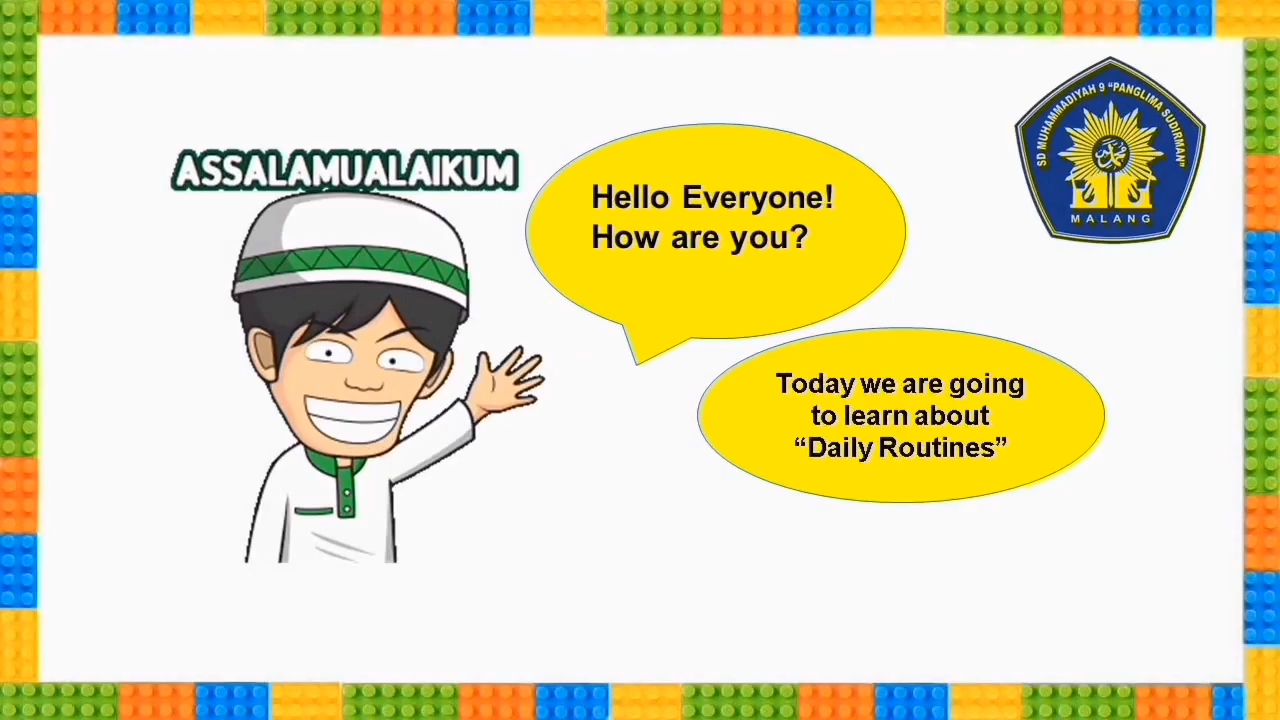 ASSALAMUALAIKUM
Hello Everyone!
How are you?
Today we are going
to learn about
“Daily Routines”
SD MUHAMMADIYAH 9 "PANGLIMA SUDIRMAN"
محمد
MALANG